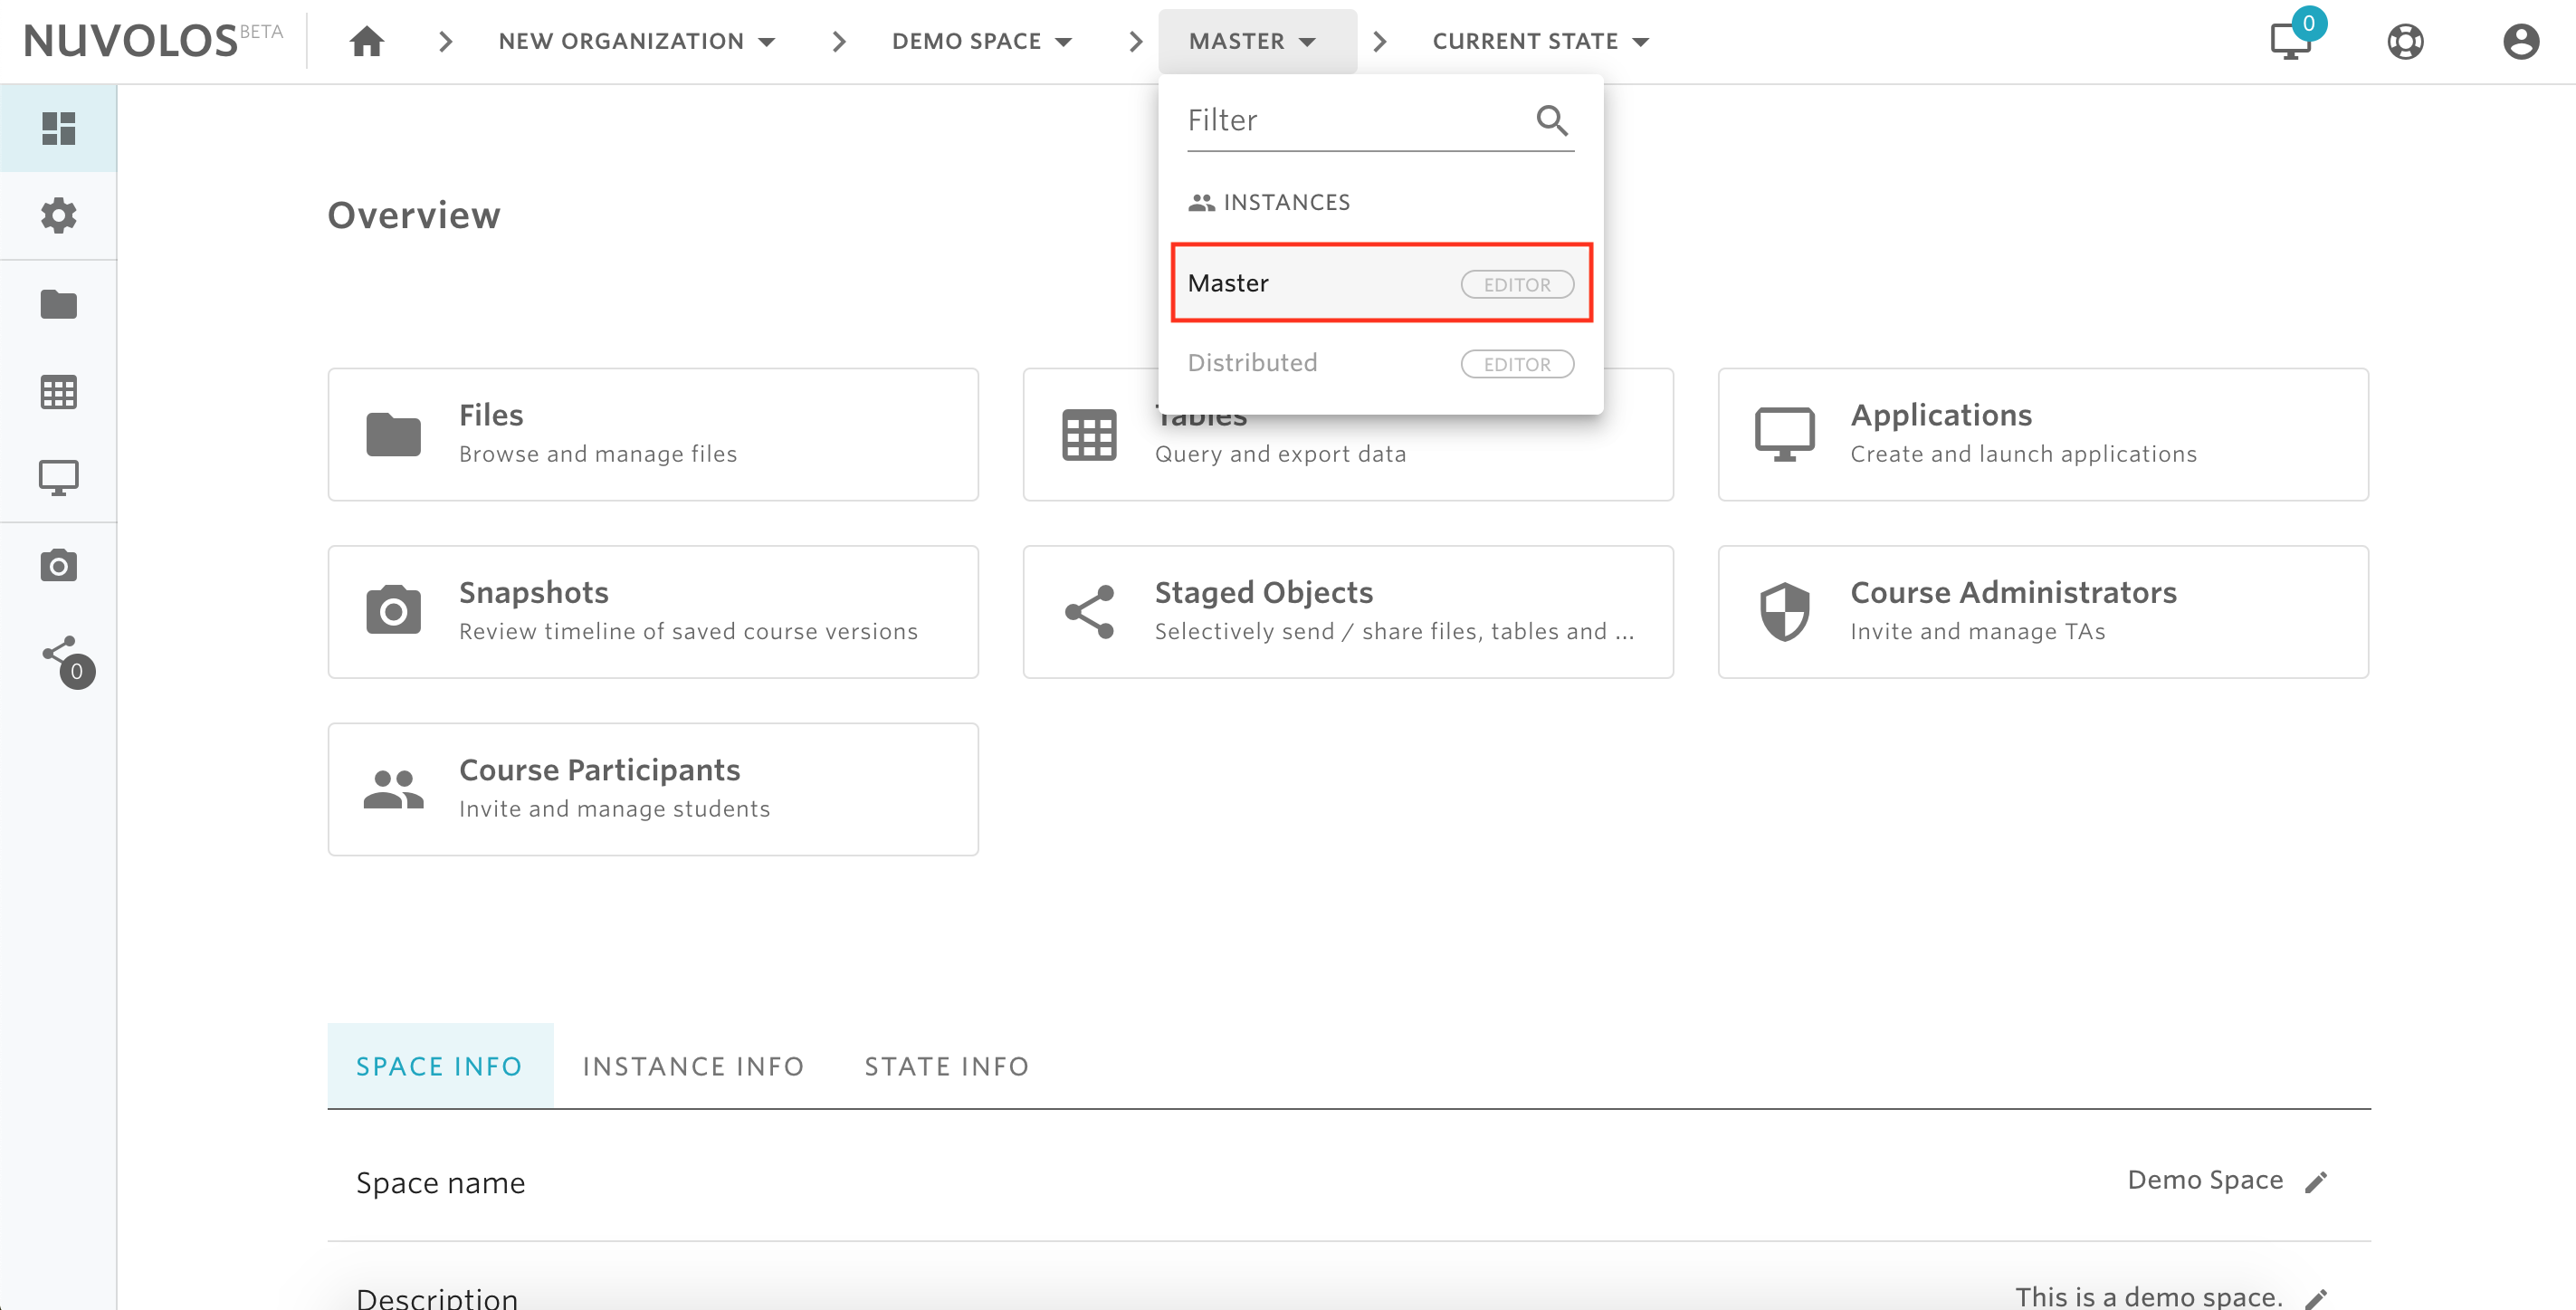 NUVOLOS BETA
NEW ORGANIZATION
DEMO SPACE
MASTER
CURRENT STATE
0
Filter
INSTANCES
Master EDITOR
Distributed EDITOR
Overview
Files
Browse and manage files
Tables
Query and export data
Applications
Create and launch applications
Snapshots
Review timeline of saved course versions
Staged Objects
Selectively send / share files, tables and ...
Course Administrators
Invite and manage TAs
0
Course Participants
Invite and manage students
SPACE INFO
INSTANCE INFO
STATE INFO
Space name
Demo Space
Description
This is a demo space.